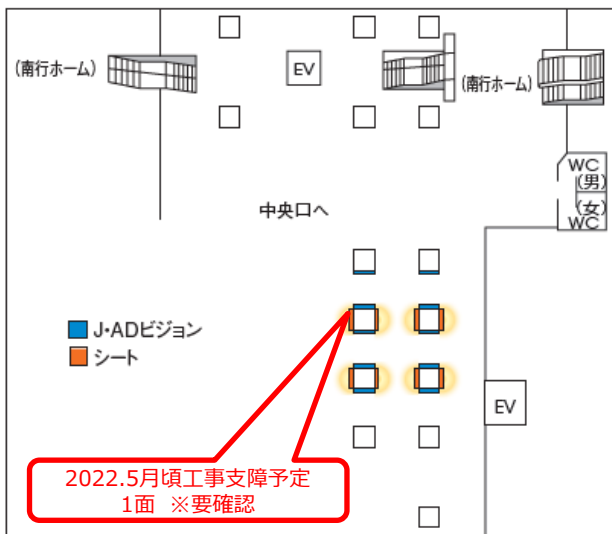 (南行ホーム)
EV
(南行ホーム)
WC
(男)
(女)
WC
中央口へ
J・ADビジョン
シート
EV
2022.5月頃工事支障予定
1面 ※要確認